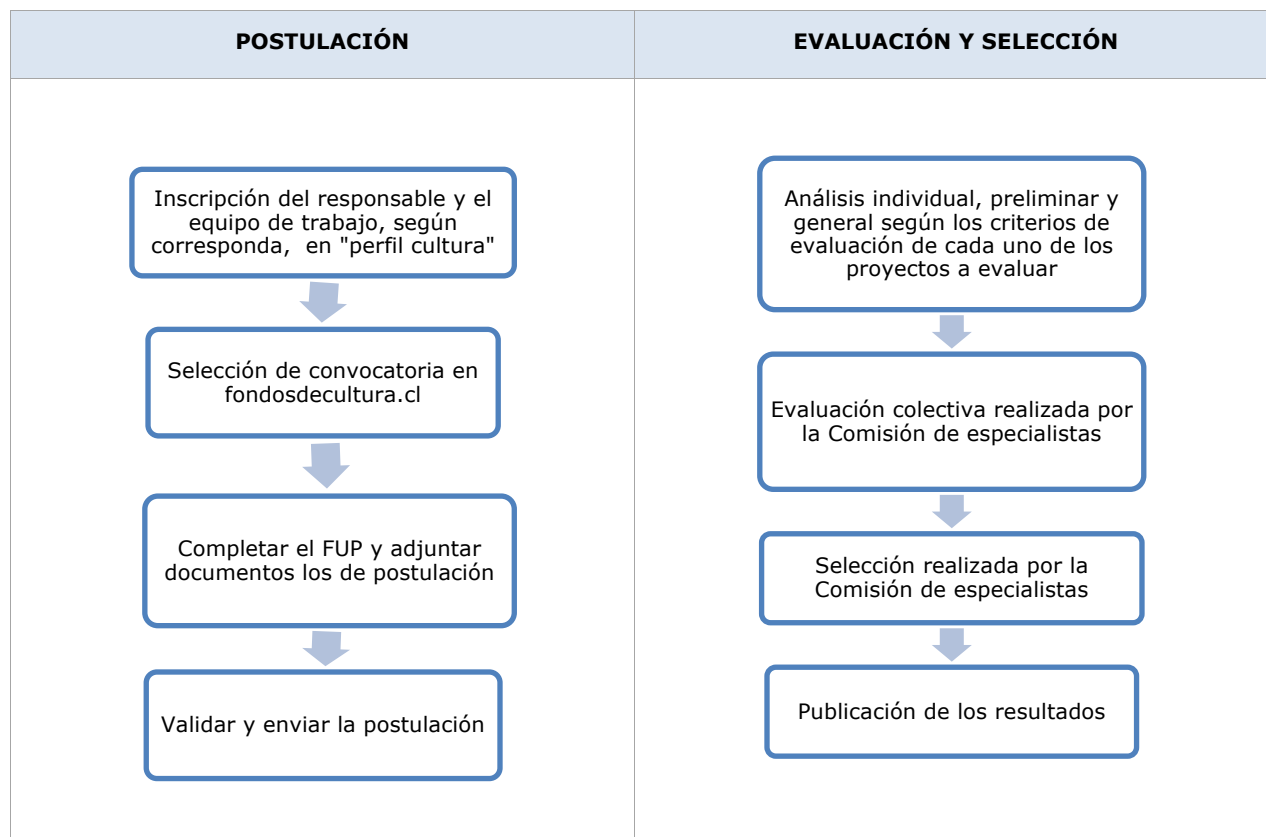 POSTULACIÓN
Inscripción del responsable y el
equipo de trabajo, según
corresponda, en "perfil cultura"
Selección de convocatoria en
fondosdecultura.cl
Completar el FUP y adjuntar
documentos los de postulación
Validar y enviar la postulación
EVALUACIÓN Y SELECCIÓN
Análisis individual, preliminar y
general según los criterios de
evaluación de cada uno de los
proyectos a evaluar
Evaluación colectiva realizada por
la Comisión de especialistas
Selección realizada por la
Comisión de especialistas
Publicación de los resultados